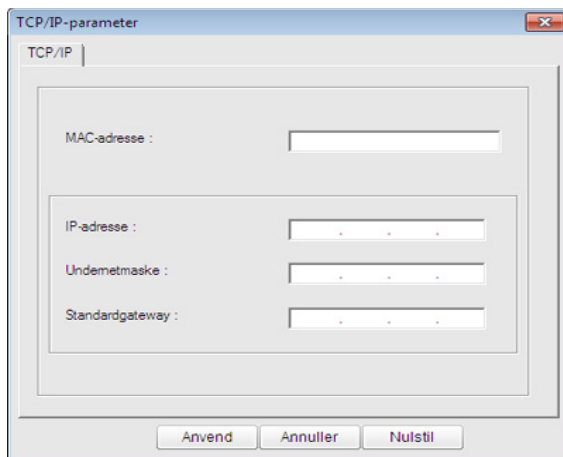 TCP/IP-parameter
TCP/IP
MAC-adresse :
IP-adresse :
Undernetmaske :
Standardgateway :
Anvend Annuller Nulstil